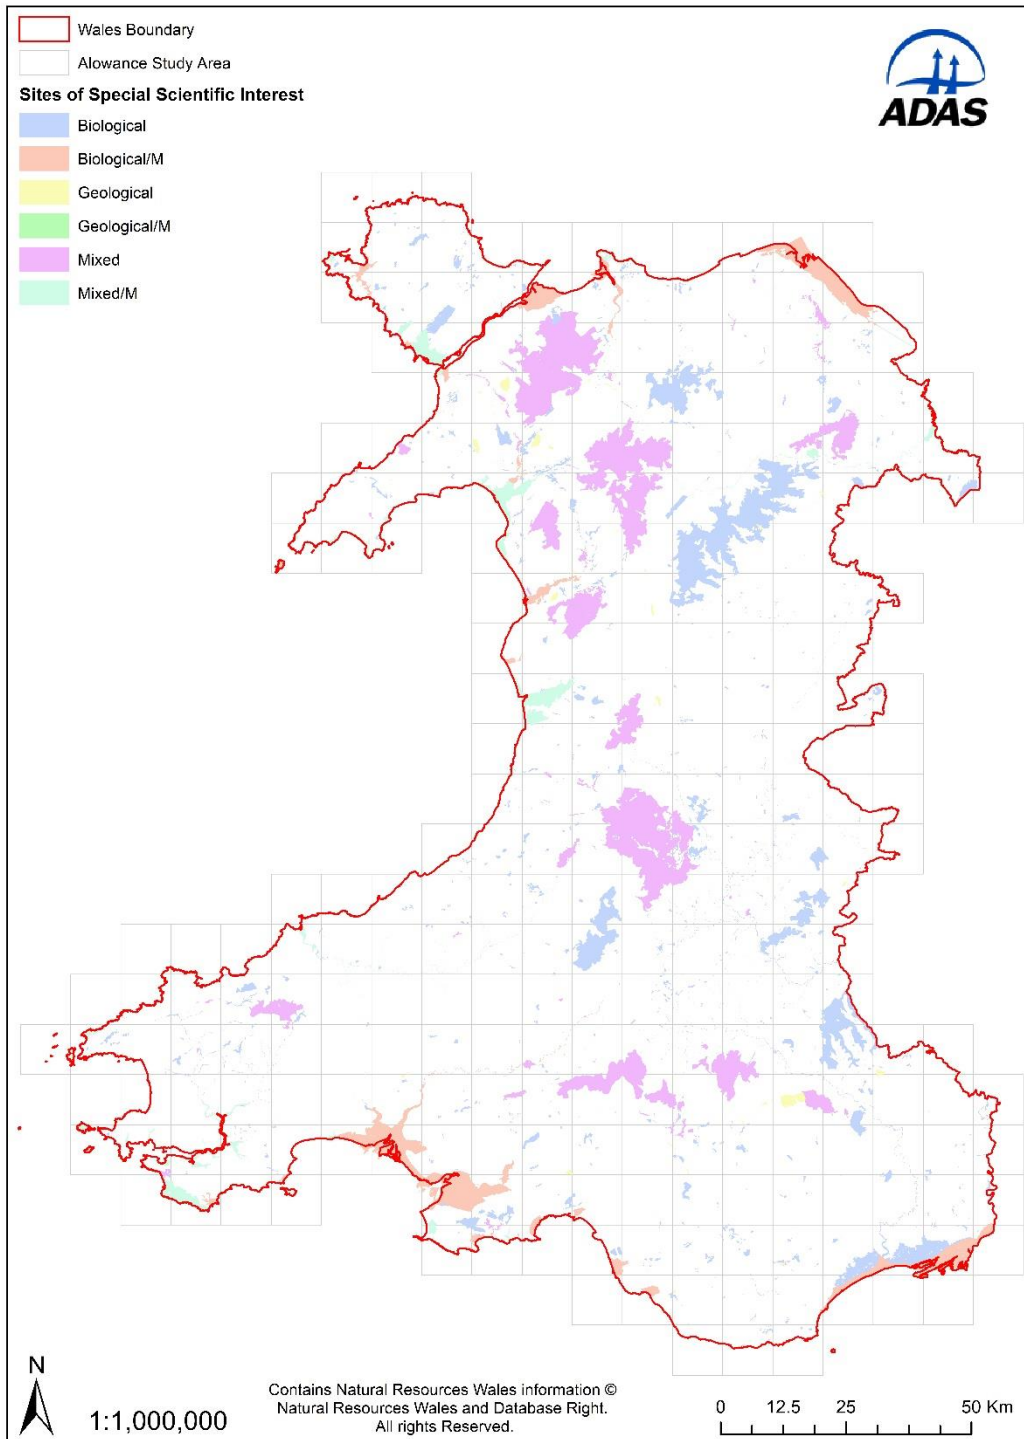 Wales Boundary
Alowance Study Area
Sites of Special Scientific Interest
Biological
Biological/M
Geological
Geological/M
Mixed
Mixed/M
ADAS
N
1:1,000,000
Contains Natural Resources Wales information ©
Natural Resources Wales and Database Right.
All rights Reserved.
0 12.5 25 50 Km